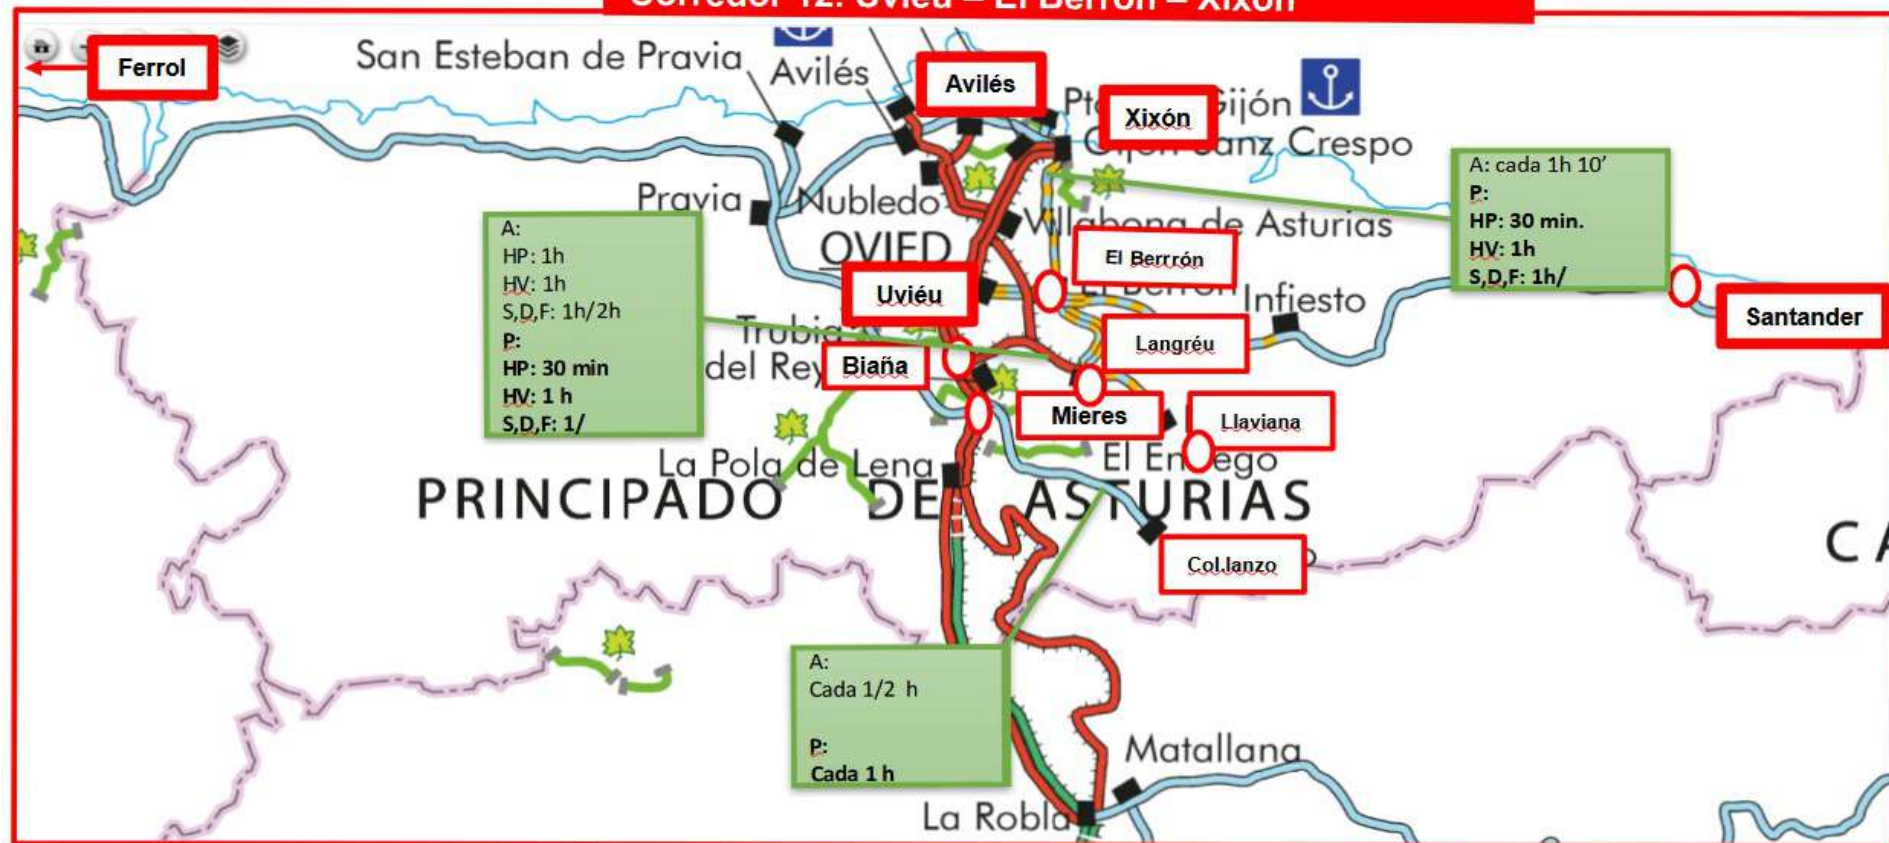 Corredor 12: Uviéu – El Berrón – Xixón
Ferrol
San Esteban de Pravia
Avilés
Avilés
Xixón
Gijón
Sanz Crespo
A: cada 1h 10’
P:
HP: 30 min.
HV: 1h
S,D,F: 1h/
Pravia
Nubledo
Villabona de Asturias
A:
HP: 1h
HV: 1h
S,D,F: 1h/2h
P:
HP: 30 min
HV: 1 h
S,D,F: 1/
OVIED
El Berrrón
Infiesto
Uviéu
Santander
Trubia
Langréu
del Rey
Biaña
Mieres
Llaviana
La Pola de Lena
PRINCIPADO DE ASTURIAS
CA
Col.lanzo
A:
Cada 1/2 h
P:
Cada 1 h
Matallana
La Robla